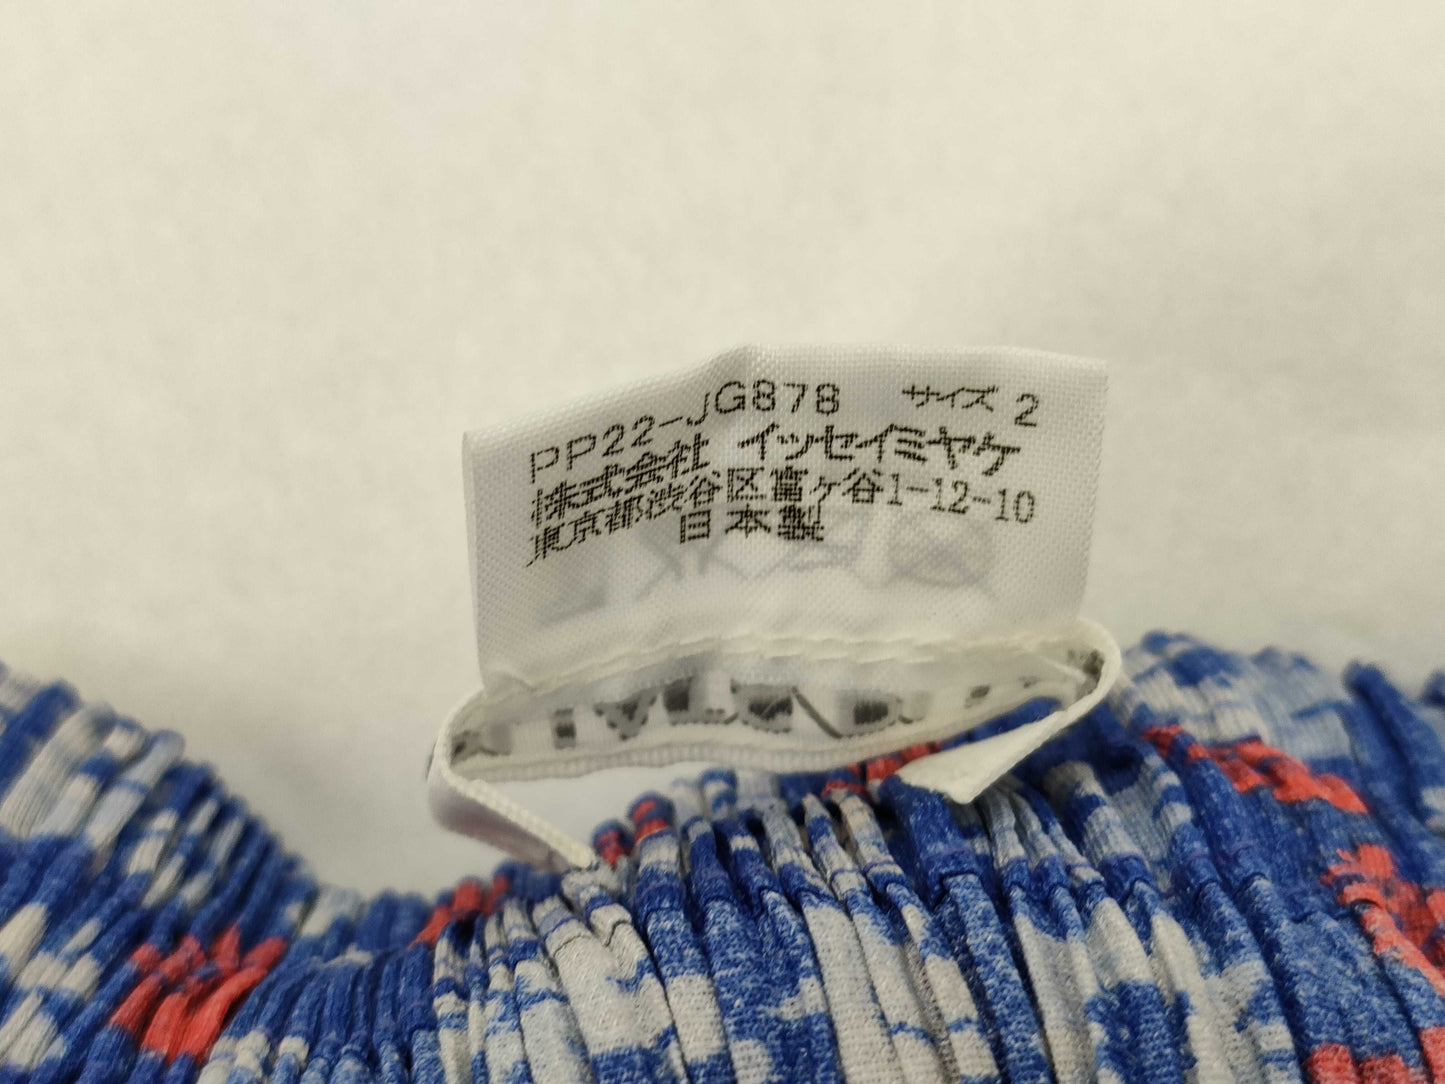 PP22-JG878 サイズ 2
株式会社 イッセイミヤケ
東京都渋谷区富ヶ谷1-12-10
日本製